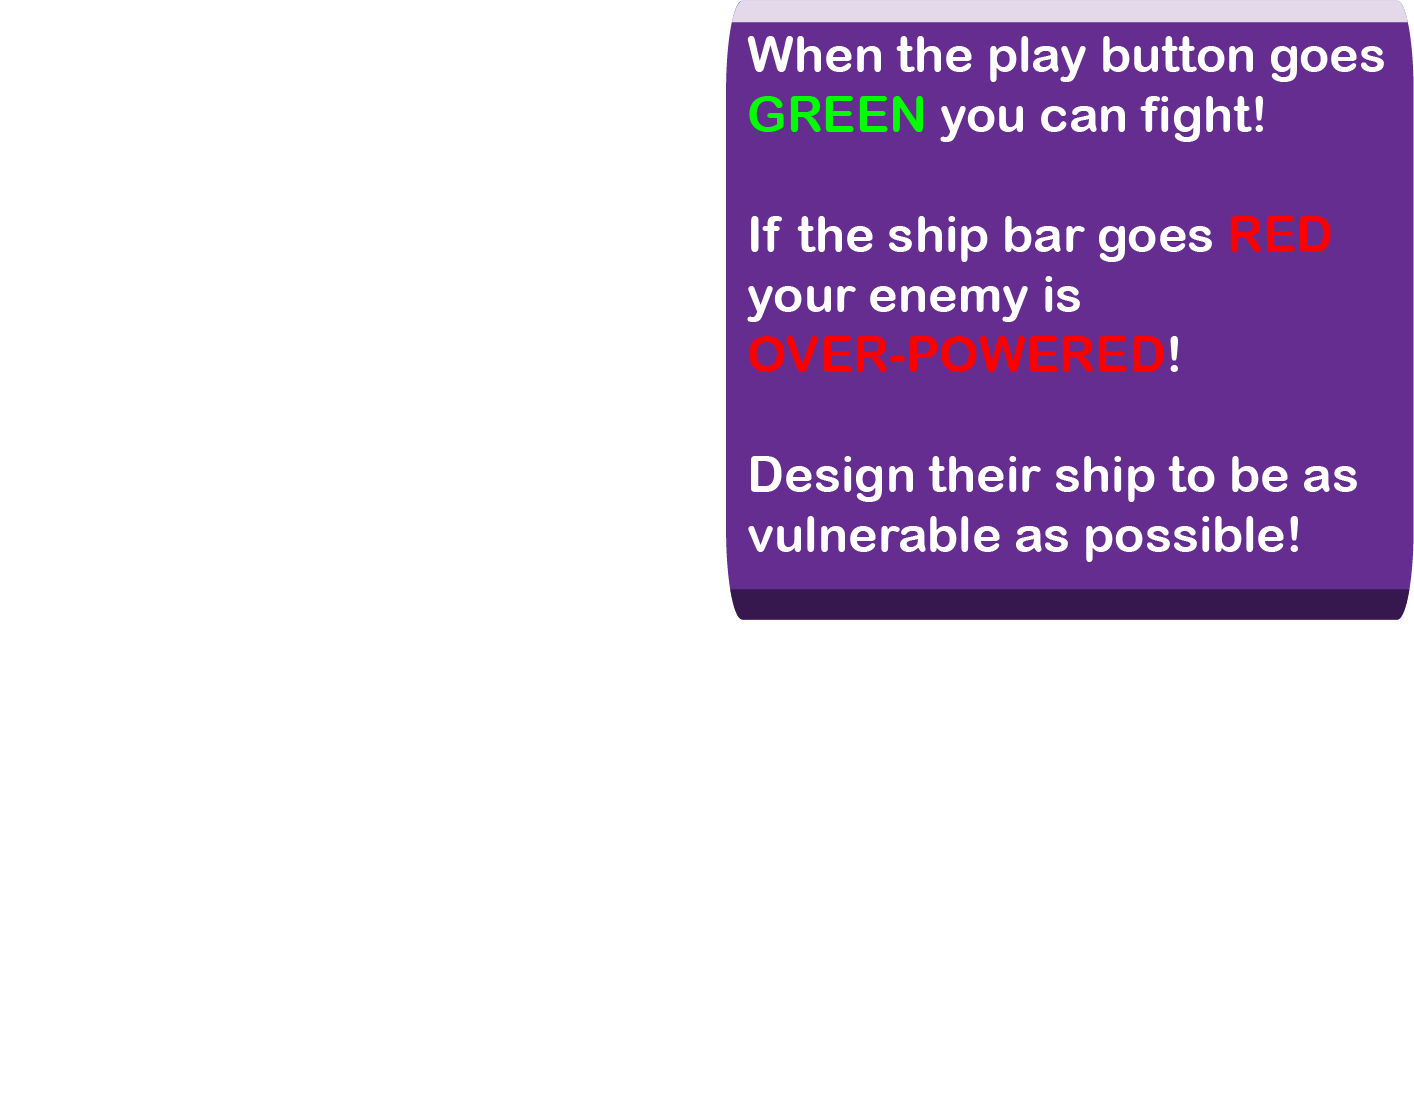 When the play button goes
GREEN you can fight!
If the ship bar goes RED
your enemy is
OVER-POWERED!
Design their ship to be as
vulnerable as possible!